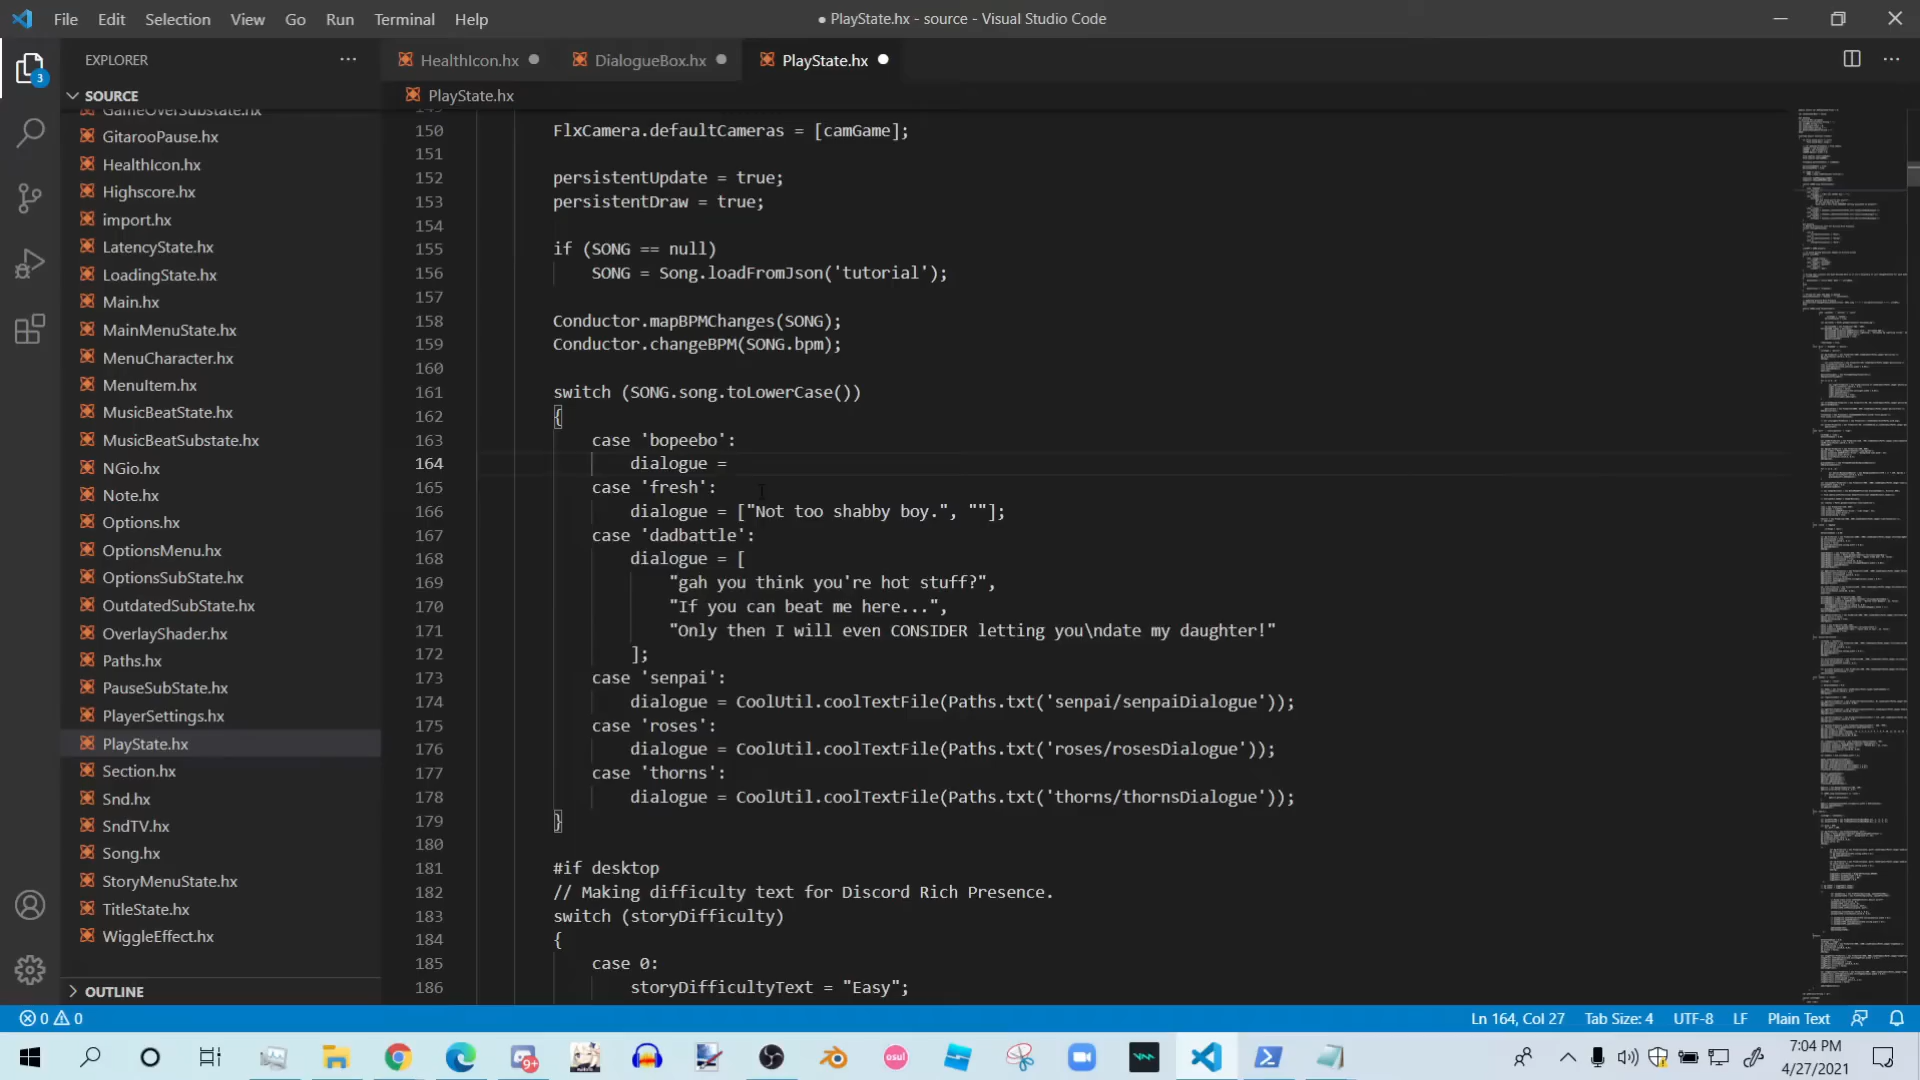 File Edit Selection View Go Run Terminal Help
● PlayState.hx - source - Visual Studio Code
EXPLORER
HealthIcon.hx
DialogueBox.hx
PlayState.hx
3
SOURCE
PlayState.hx
GameOverSubstate.hx
GitarooPause.hx
HealthIcon.hx
Highscore.hx
import.hx
LatencyState.hx
LoadingState.hx
Main.hx
MainMenuState.hx
MenuCharacter.hx
MenuItem.hx
MusicBeatState.hx
MusicBeatSubstate.hx
NGio.hx
Note.hx
Options.hx
OptionsMenu.hx
OptionsSubState.hx
OutdatedSubState.hx
OverlayShader.hx
Paths.hx
PauseSubState.hx
PlayerSettings.hx
PlayState.hx
Section.hx
Snd.hx
SndTV.hx
Song.hx
StoryMenuState.hx
TitleState.hx
WiggleEffect.hx
OUTLINE
150 FlxCamera.defaultCameras = [camGame];
151
152 persistentUpdate = true;
153 persistentDraw = true;
154
155 if (SONG == null)
156 SONG = Song.loadFromJson('tutorial');
157
158 Conductor.mapBPMChanges(SONG);
159 Conductor.changeBPM(SONG.bpm);
160
161 switch (SONG.song.toLowerCase())
162 {
163 case 'bopeebo':
164 dialogue =
165 case 'fresh':
166 dialogue = ["Not too shabby boy.", ""];
167 case 'dadbattle':
168 dialogue = [
169 "gah you think you're hot stuff?",
170 "If you can beat me here...",
171 "Only then I will even CONSIDER letting you\ndate my daughter!"
172 ];
173 case 'senpai':
174 dialogue = CoolUtil.coolTextFile(Paths.txt('senpai/senpaiDialogue'));
175 case 'roses':
176 dialogue = CoolUtil.coolTextFile(Paths.txt('roses/rosesDialogue'));
177 case 'thorns':
178 dialogue = CoolUtil.coolTextFile(Paths.txt('thorns/thornsDialogue'));
179 }
180
181 #if desktop
182 // Making difficulty text for Discord Rich Presence.
183 switch (storyDifficulty)
184 {
185 case 0:
186 storyDifficultyText = "Easy";
0 0
Ln 164, Col 27 Tab Size: 4 UTF-8 LF Plain Text
9+
osu!
7:04 PM
4/27/2021